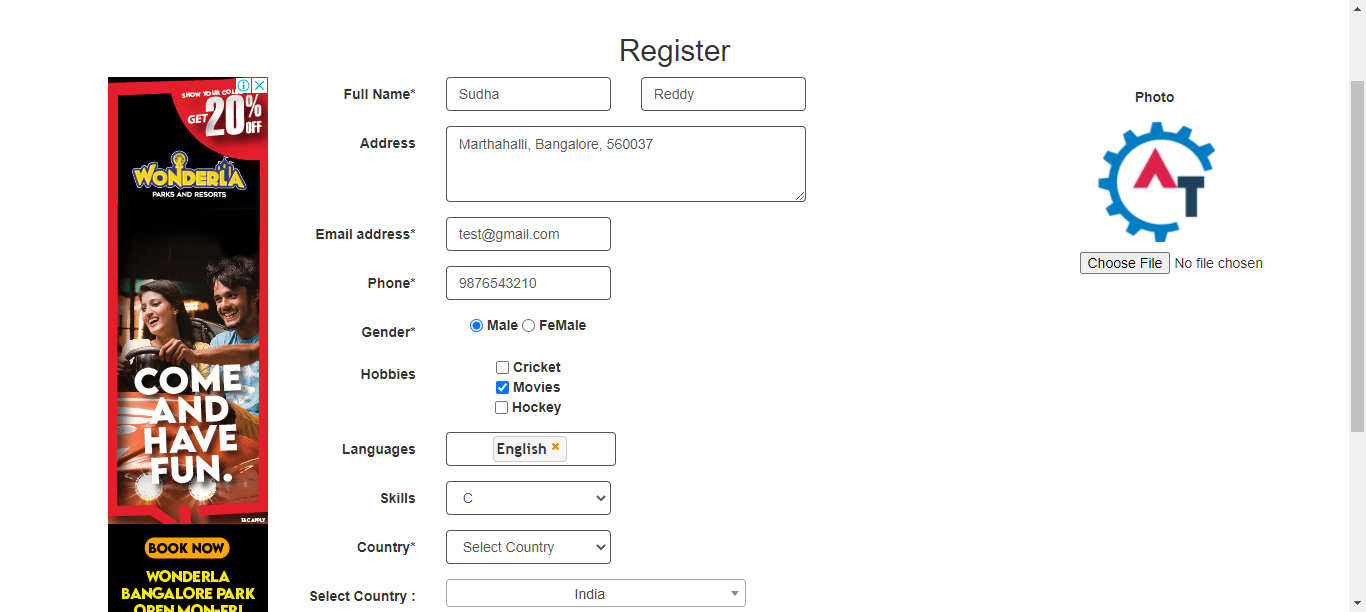 Register
SHOW YOUR COLL
GET 20% OFF
WONDERLA
PARKS AND RESORTS
COME
AND
HAVE
FUN.
T&C APPLY
BOOK NOW
WONDERLA
BANGALORE PARK
OPEN MON-FRI
Full Name* Sudha Reddy
Address Marthahalli, Bangalore, 560037
Email address* test@gmail.com
Phone* 9876543210
Gender* Male FeMale
Hobbies Cricket
Movies
Hockey
Languages English
Skills C
Country* Select Country
Select Country : India
Photo
AT
Choose File No file chosen